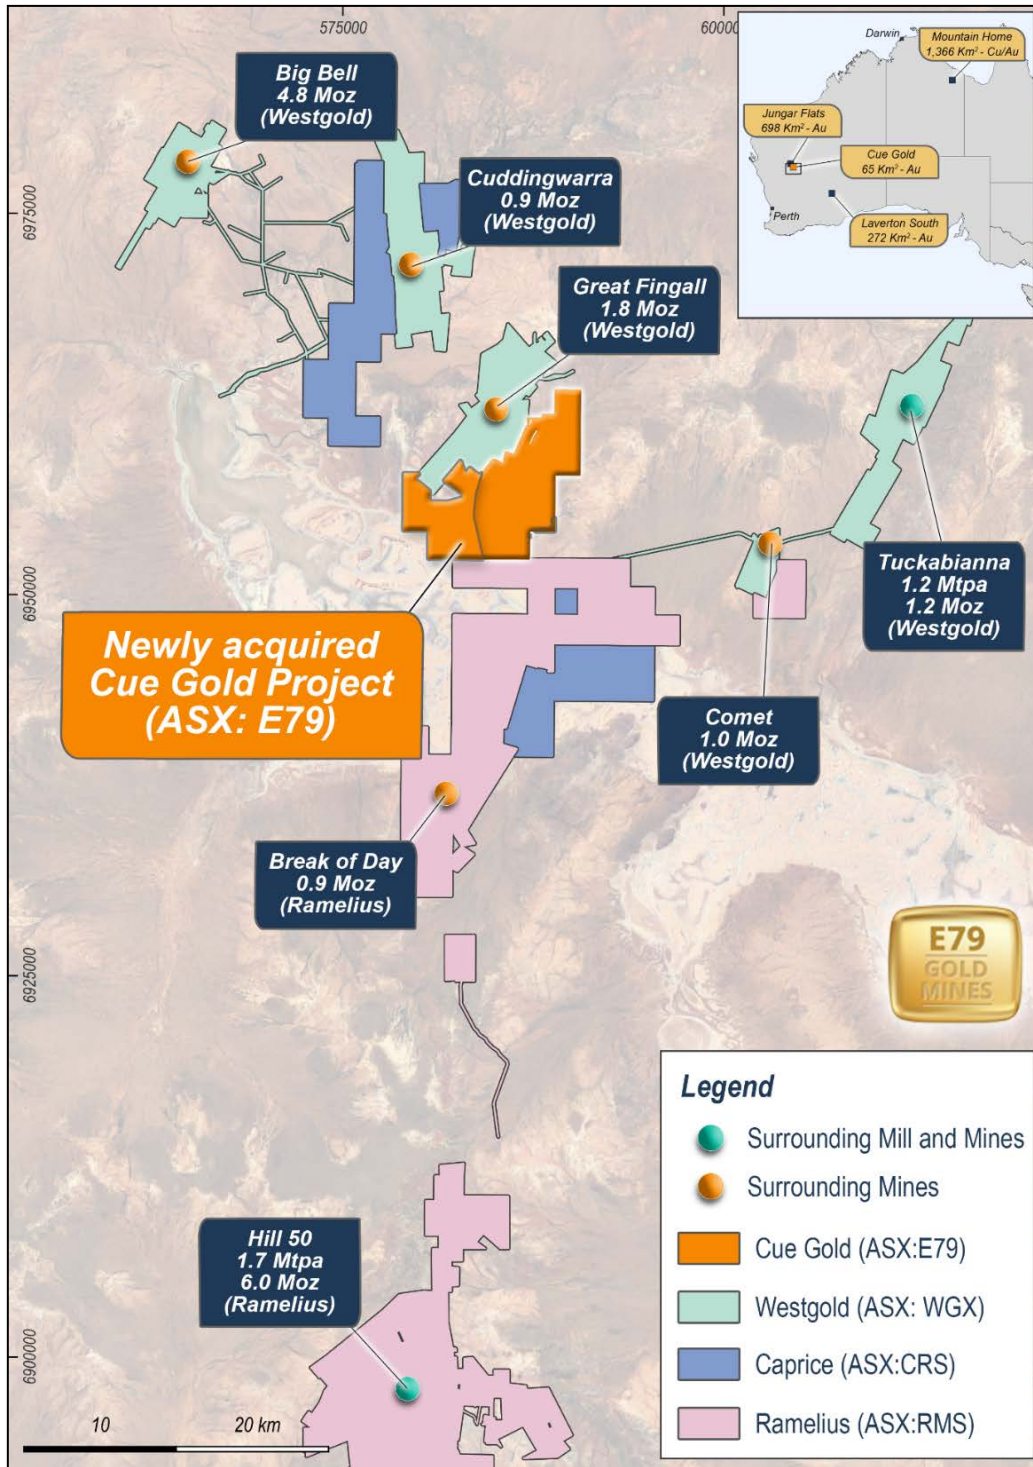 575000
60000
Darwin
Mountain Home
1,366 Km² - Cu/Au
Jungar Flats
698 Km² - Au
Cue Gold
65 Km² - Au
Perth
Laverton South
272 Km² - Au
Big Bell
4.8 Moz
(Westgold)
Cuddingwarra
0.9 Moz
(Westgold)
6975000
Great Fingall
1.8 Moz
(Westgold)
6950000
Tuckabianna
1.2 Mtpa
1.2 Moz
(Westgold)
Newly acquired
Cue Gold Project
(ASX: E79)
Comet
1.0 Moz
(Westgold)
Break of Day
0.9 Moz
(Ramelius)
6925000
E79
GOLD
MINES
Hill 50
1.7 Mtpa
6.0 Moz
(Ramelius)
6900000
10
20 km
Legend
Surrounding Mill and Mines
Surrounding Mines
Cue Gold (ASX:E79)
Westgold (ASX: WGX)
Caprice (ASX:CRS)
Ramelius (ASX:RMS)